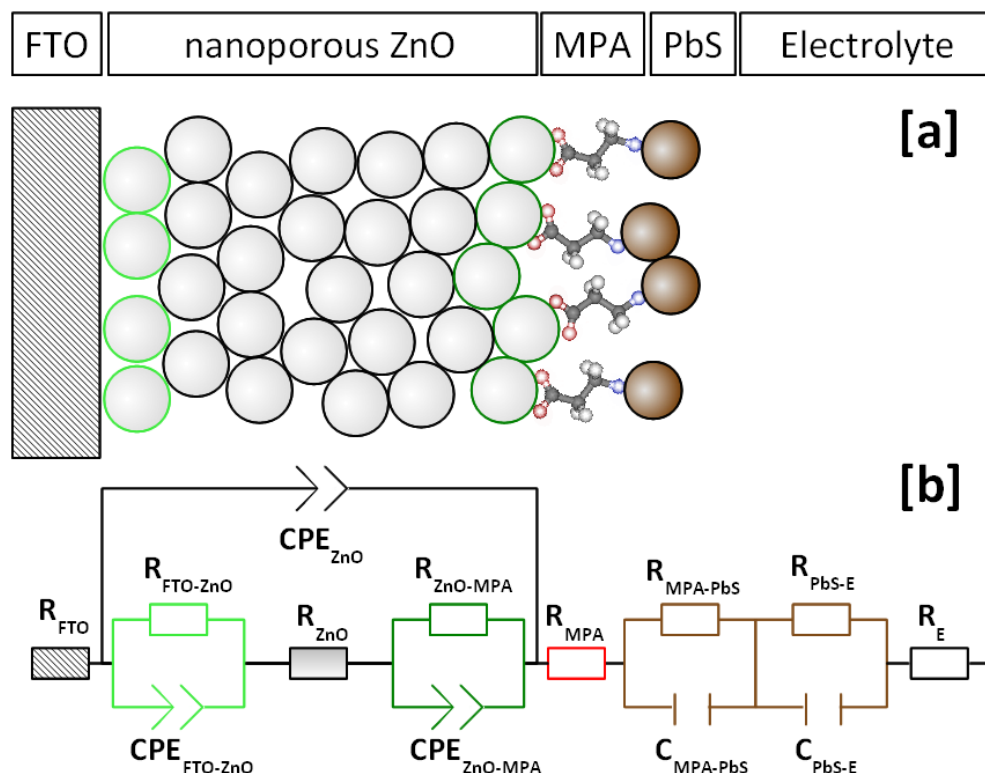 FTO nanoporous ZnO MPA PbS Electrolyte
[a]
[b]
CPE_ZnO
R_FTO-ZnO R_ZnO-MPA R_MPA-PbS R_PbS-E
R_FTO R_ZnO R_MPA R_E
CPE_FTO-ZnO CPE_ZnO-MPA C_MPA-PbS C_PbS-E